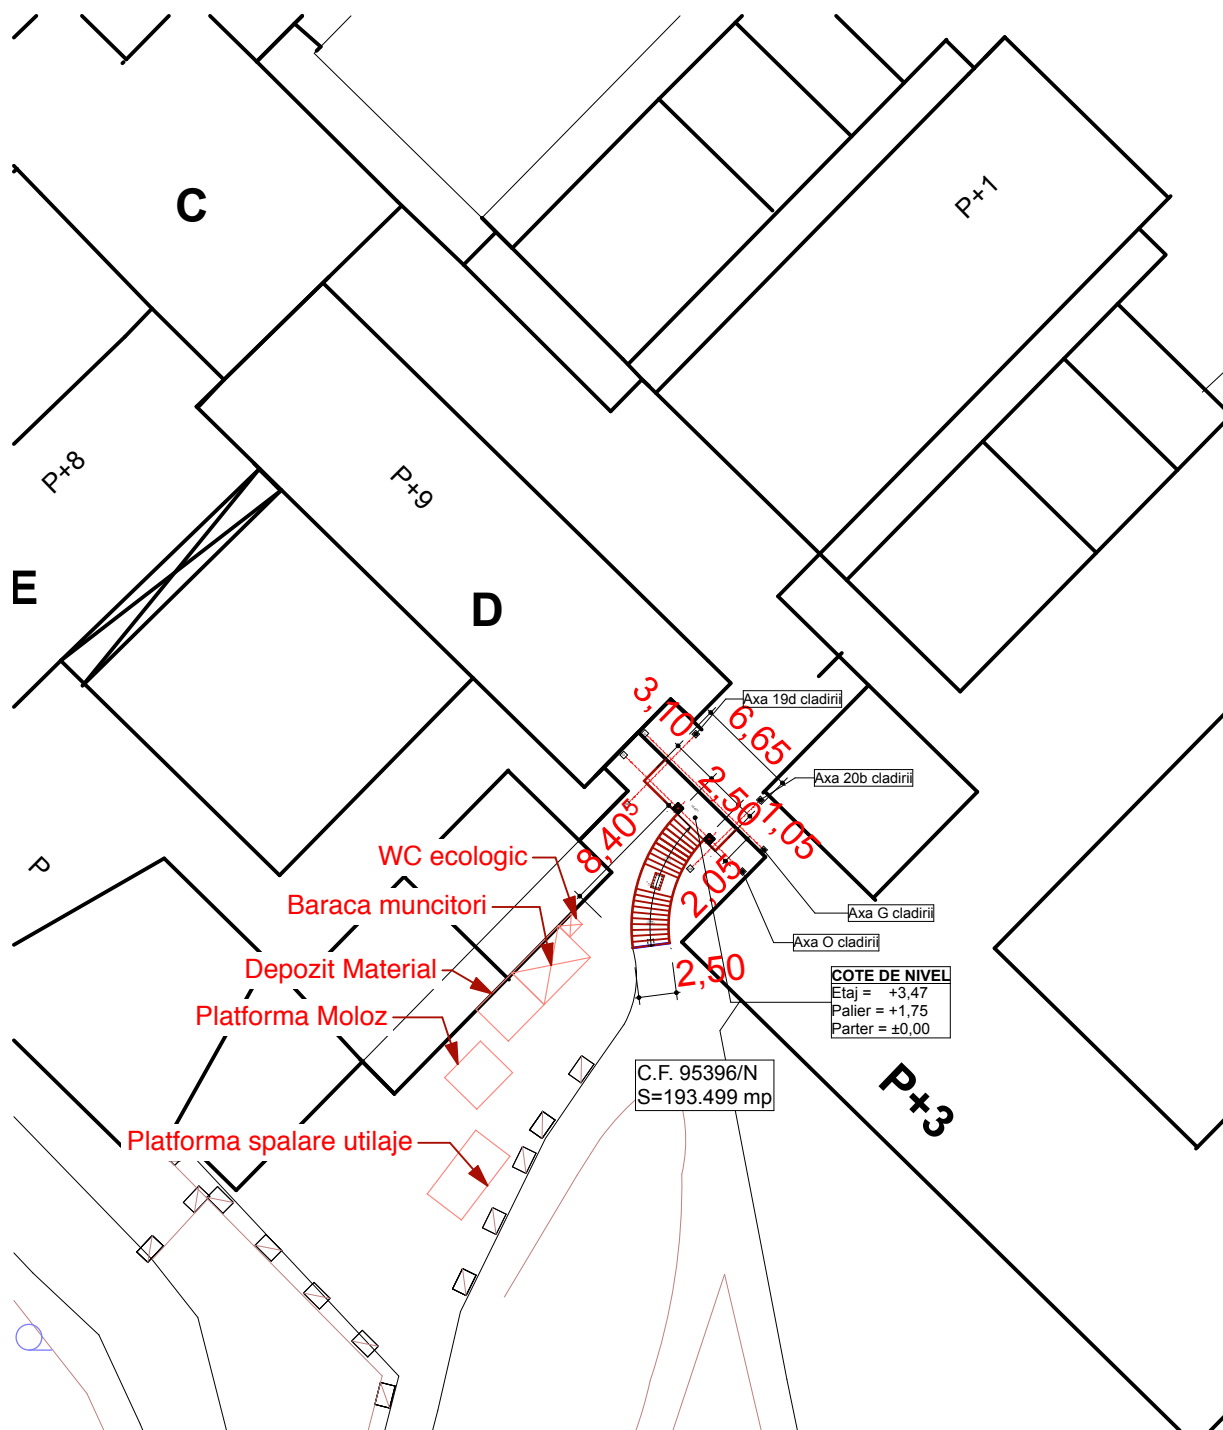 C
P+1
P+8
P+9
E
D
3,10
Axa 19d cladirii
6,65
Axa 20b cladirii
2,50
1,05
8,40⁵
WC ecologic
P
2,05
Baraca muncitori
Axa G cladirii
Axa O cladirii
Depozit Material
2,50
COTE DE NIVEL
Etaj = +3,47
Palier = +1,75
Parter = ±0,00
Platforma Moloz
C.F. 95396/N
S=193.499 mp
P+3
Platforma spalare utilaje